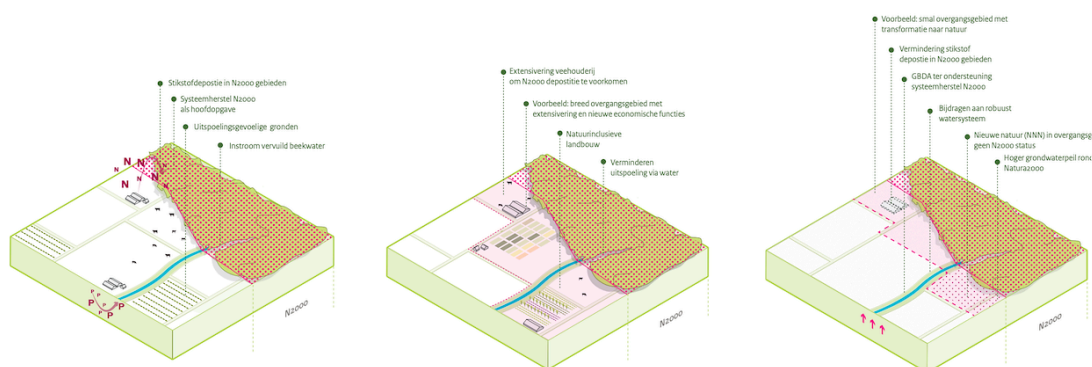 Stikstofdepostie in N2000 gebieden
Systeemherstel N2000
als hoofdopgave
Uitspoelingsgevoelige gronden
Instroom vervuild beekwater
N N N
N N
N N N
P P
P P P
P P P
N2000
Extensivering veehouderij
om N2000 depostitie te voorkomen
Voorbeeld: breed overgangsgebied met
extensivering en nieuwe economische functies
Natuurinclusieve
landbouw
Verminderen
uitspoeling via water
N2000
Voorbeeld: smal overgangsgebied met
transformatie naar natuur
Vermindering stikstof
depostie in N2000 gebieden
GBDA ter ondersteuning
systeemherstel N2000
Bijdragen aan robuust
watersysteem
Nieuwe natuur (NNN) in overgangsg
geen N2000 status
Hoger grondwaterpeil rond
Natura2000
N2000